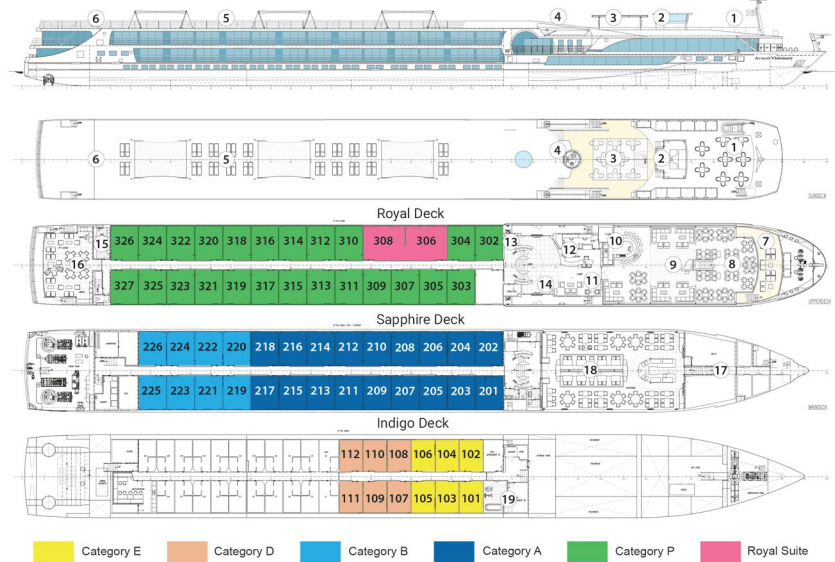 6 5 4 3 2 1
AVALON VISIONARY
6 5 4 3 2 1
SUNDECK
Royal Deck
15 326 324 322 320 318 316 314 312 310 308 306 304 302 13 12 10 7
16 9 8
327 325 323 321 319 317 315 313 311 309 307 305 303 14 11
UPPERDECK
Sapphire Deck
226 224 222 220 218 216 214 212 210 208 206 204 202
18 17
225 223 221 219 217 215 213 211 209 207 205 203 201
MAINDECK
Indigo Deck
112 110 108 106 104 102
111 109 107 105 103 101 19
Category E Category D Category B Category A Category P Royal Suite